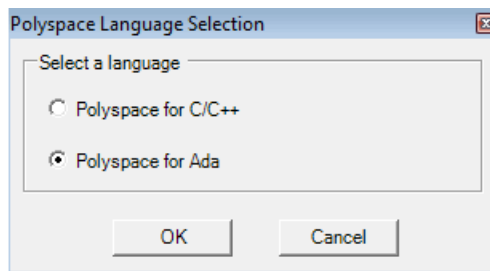 Polyspace Language Selection
Select a language
Polyspace for C/C++
Polyspace for Ada
OK Cancel